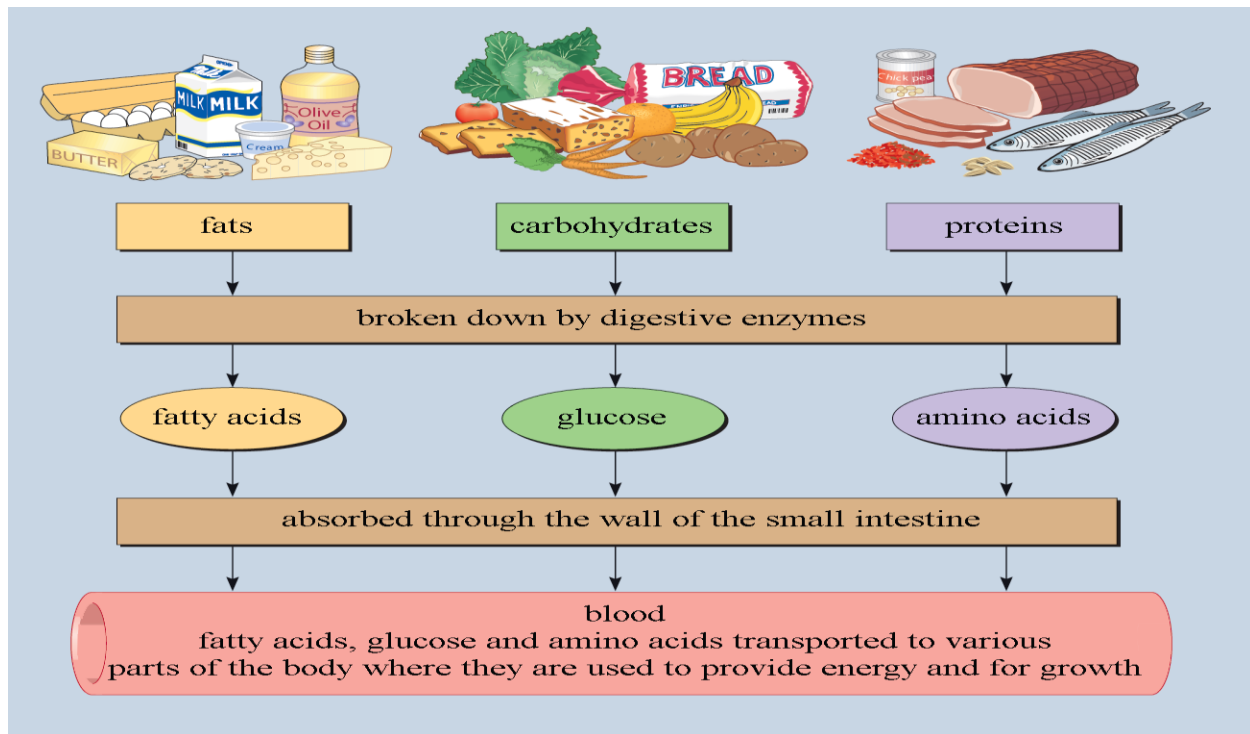 MILK MILK
Olive
Oil
Cream
BUTTER
BREAD
Chick peas
fats
carbohydrates
proteins
broken down by digestive enzymes
fatty acids
glucose
amino acids
absorbed through the wall of the small intestine
blood
fatty acids, glucose and amino acids transported to various
parts of the body where they are used to provide energy and for growth